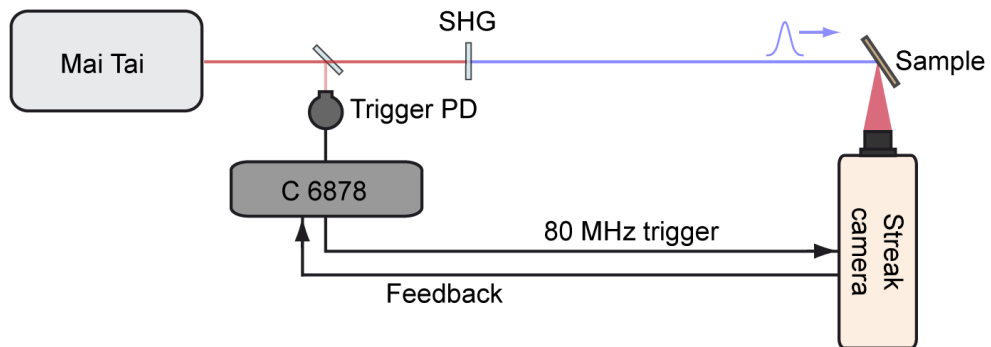 SHG
Mai Tai
Sample
Trigger PD
C 6878
80 MHz trigger
Streak
camera
Feedback